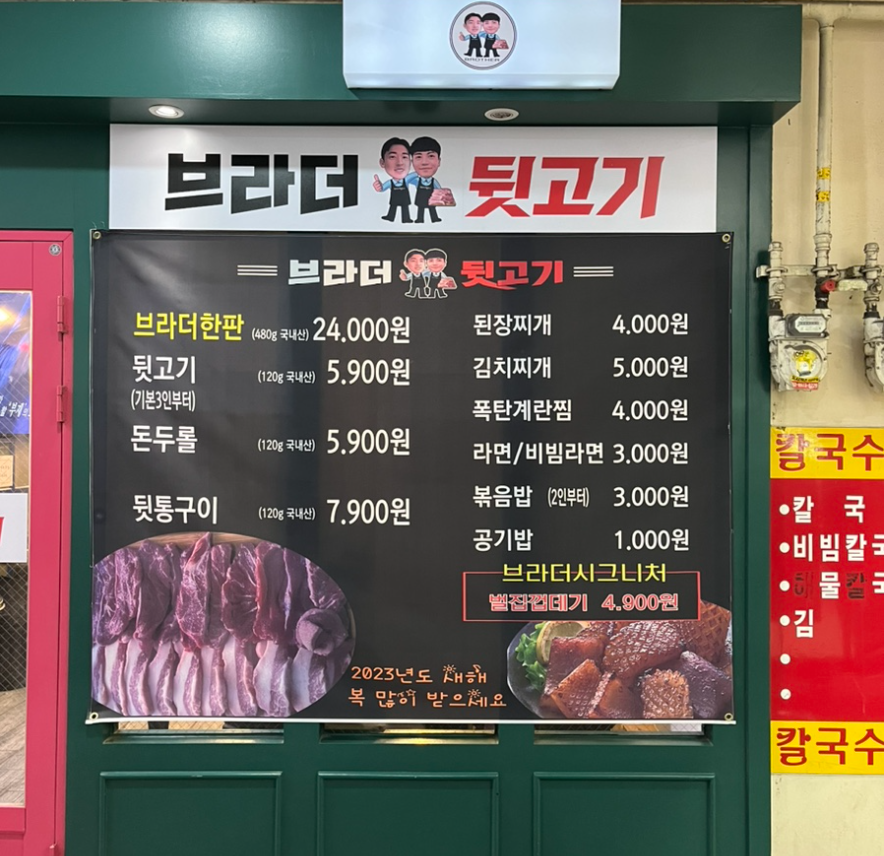 브라더 뒷고기
브라더 뒷고기
브라더한판 (480g 국내산) 24.000원
뒷고기 (120g 국내산) 5.900원
(기본3인부터)
돈두롤 (120g 국내산) 5.900원
뒷통구이 (120g 국내산) 7.900원
된장찌개 4.000원
김치찌개 5.000원
폭탄계란찜 4.000원
라면/비빔라면 3.000원
볶음밥 (2인부터) 3.000원
공기밥 1.000원
브라더시그니처
벌집껍데기 4.900원
2023년도 새해
복 많이 받으세요
칼국수
•칼 국
•비빔칼국
•해물칼국
•김
칼국수